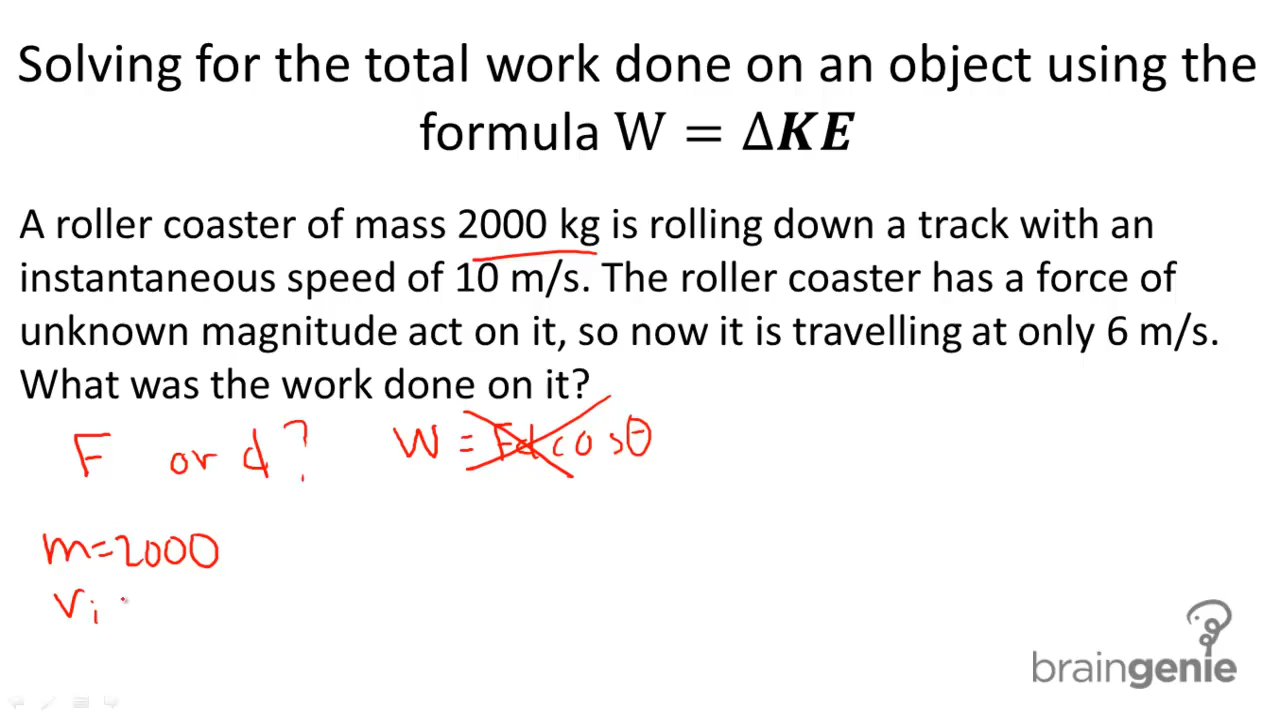 Solving for the total work done on an object using the
formula W = ΔKE
A roller coaster of mass 2000 kg is rolling down a track with an
instantaneous speed of 10 m/s. The roller coaster has a force of
unknown magnitude act on it, so now it is travelling at only 6 m/s.
What was the work done on it?
F or d? W = Fdcosθ
m=2000
Vi
braingenie